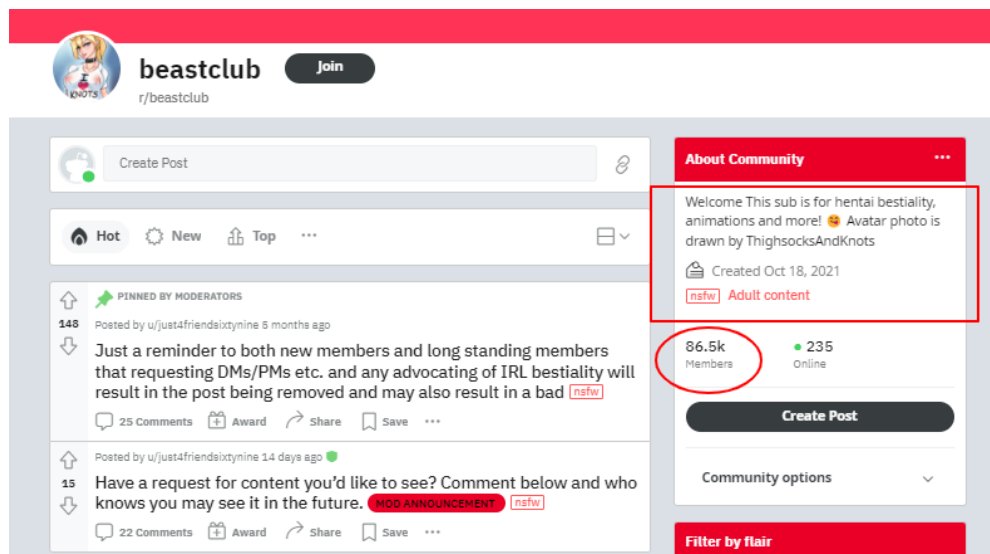 beastclub
Join
r/beastclub
I
KNOTS
Create Post
Hot
New
Top
PINNED BY MODERATORS
148
Posted by u/just4friendsixtynine 5 months ago
Just a reminder to both new members and long standing members
that requesting DMs/PMs etc. and any advocating of IRL bestiality will
result in the post being removed and may also result in a bad nsfw
25 Comments Award Share Save
Posted by u/just4friendsixtynine 14 days ago
15
Have a request for content you’d like to see? Comment below and who
knows you may see it in the future. MOD ANNOUNCEMENT nsfw
22 Comments Award Share Save
About Community
Welcome This sub is for hentai bestiality,
animations and more! 😍 Avatar photo is
drawn by ThighsocksAndKnots
Created Oct 18, 2021
nsfw Adult content
86.5k 235
Members Online
Create Post
Community options
Filter by flair